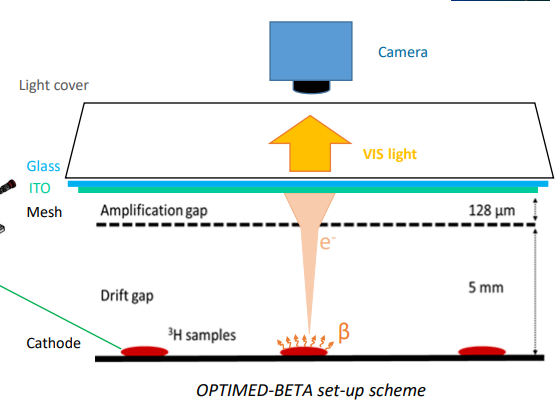 Camera
Light cover
VIS light
Glass
ITO
Mesh
Amplification gap
128 µm
e⁻
Drift gap
5 mm
³H samples
β
Cathode
OPTIMED-BETA set-up scheme